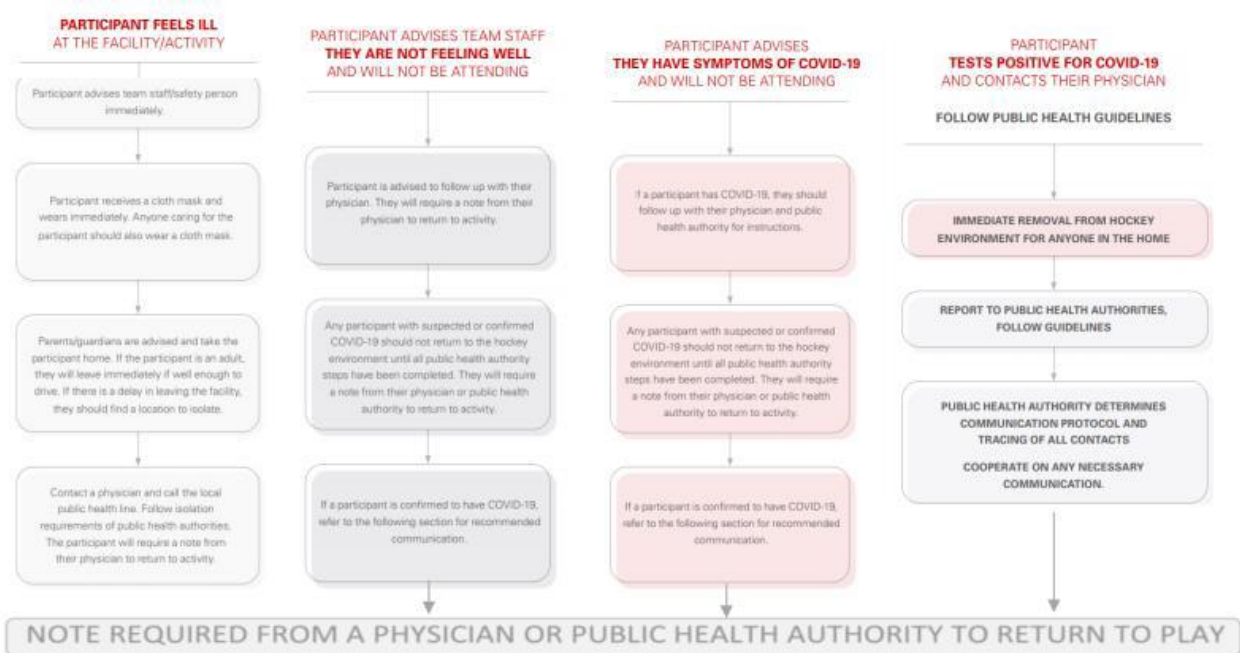 PARTICIPANT FEELS ILL
AT THE FACILITY/ACTIVITY
Participant advises team staff/safety person
immediately.
Participant receives a cloth mask and
wears immediately. Anyone caring for the
participant should also wear a cloth mask.
Parents/guardians are advised and take the
participant home. If the participant is an adult,
they will leave immediately if well enough to
drive. If there is a delay in leaving the facility,
they should find a location to isolate.
Contact a physician and call the local
public health line. Follow isolation
requirements of public health authorities.
The participant will require a note from
their physician to return to activity.
PARTICIPANT ADVISES TEAM STAFF
THEY ARE NOT FEELING WELL
AND WILL NOT BE ATTENDING
Participant is advised to follow up with their
physician. They will require a note from their
physician to return to activity.
Any participant with suspected or confirmed
COVID-19 should not return to the hockey
environment until all public health authority
steps have been completed. They will require
a note from their physician or public health
authority to return to activity.
If a participant is confirmed to have COVID-19,
refer to the following section for recommended
communication.
PARTICIPANT ADVISES
THEY HAVE SYMPTOMS OF COVID-19
AND WILL NOT BE ATTENDING
If a participant has COVID-19, they should
follow up with their physician and public
health authority for instructions.
Any participant with suspected or confirmed
COVID-19 should not return to the hockey
environment until all public health authority
steps have been completed. They will require
a note from their physician or public health
authority to return to activity.
If a participant is confirmed to have COVID-19,
refer to the following section for recommended
communication.
PARTICIPANT
TESTS POSITIVE FOR COVID-19
AND CONTACTS THEIR PHYSICIAN
FOLLOW PUBLIC HEALTH GUIDELINES
IMMEDIATE REMOVAL FROM HOCKEY
ENVIRONMENT FOR ANYONE IN THE HOME
REPORT TO PUBLIC HEALTH AUTHORITIES,
FOLLOW GUIDELINES
PUBLIC HEALTH AUTHORITY DETERMINES
COMMUNICATION PROTOCOL AND
TRACING OF ALL CONTACTS
COOPERATE ON ANY NECESSARY
COMMUNICATION.
NOTE REQUIRED FROM A PHYSICIAN OR PUBLIC HEALTH AUTHORITY TO RETURN TO PLAY